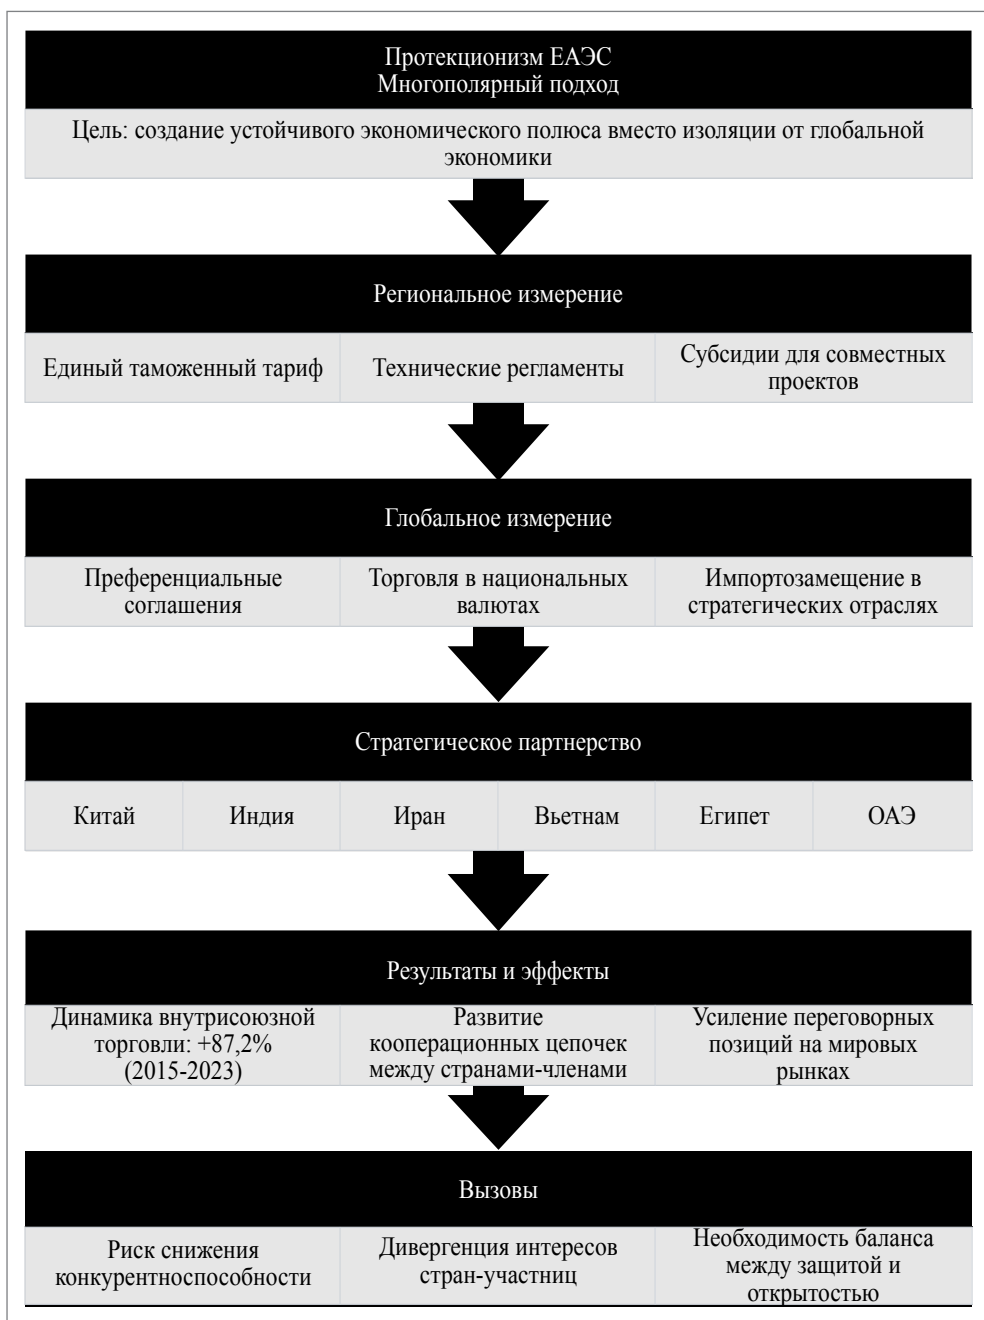 Протекционизм ЕАЭС
Многополярный подход
Цель: создание устойчивого экономического полюса вместо изоляции от глобальной
экономики
Региональное измерение
Единый таможенный тариф
Технические регламенты
Субсидии для совместных
проектов
Глобальное измерение
Преференциальные
соглашения
Торговля в национальных
валютах
Импортозамещение в
стратегических отраслях
Стратегическое партнерство
Китай
Индия
Иран
Вьетнам
Египет
ОАЭ
Результаты и эффекты
Динамика внутрисоюзной
торговли: +87,2%
(2015-2023)
Развитие
кооперационных цепочек
между странами-членами
Усиление переговорных
позиций на мировых
рынках
Вызовы
Риск снижения
конкурентноспособности
Дивергенция интересов
стран-участниц
Необходимость баланса
между защитой и
открытостью